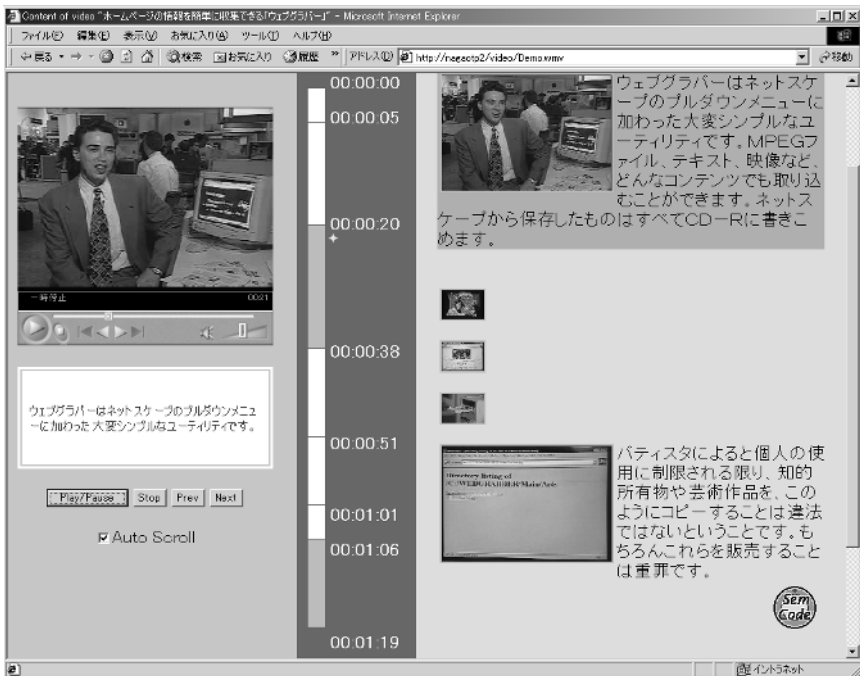 Content of video "ホームページの情報を簡単に収集できる「ウェブグラバー」" - Microsoft Internet Explorer
ファイル(F) 編集(E) 表示(V) お気に入り(A) ツール(T) ヘルプ(H)
戻る 検索 お気に入り 履歴 » アドレス(D) http://nagaotp2/video/Demo.wmv 移動
一時停止 00:21
ウェブグラバーはネットスケープのプルダウンメニュ
ーに加わった大変シンプルなユーティリティです。
Play/Pause Stop Prev Next
Auto Scroll
00:00:00
00:00:05
00:00:20
00:00:38
00:00:51
00:01:01
00:01:06
00:01:19
ウェブグラバーはネットスケ
ープのプルダウンメニューに
加わった大変シンプルなユ
ーティリティです。MPEGフ
ァイル、テキスト、映像など、
どんなコンテンツでも取り込
むことができます。ネットス
ケープから保存したものはすべてCD-Rに書きこ
めます。
Directory listing of
バティスタによると個人の使
用に制限される限り、知的
所有物や芸術作品を、この
ようにコピーすることは違法
ではないということです。も
ちろんこれらを販売すること
は重罪です。
Sem
Code
イントラネット